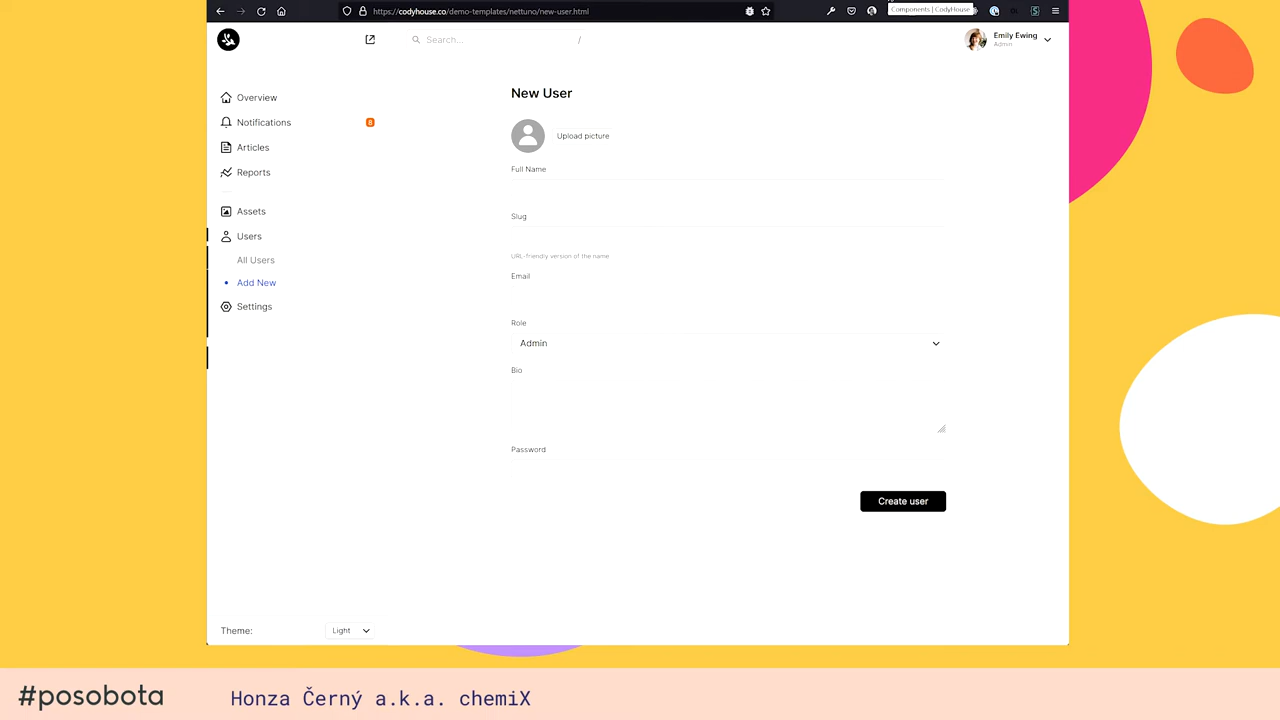 https://codyhouse.co/demo-templates/nettuno/new-user.html
Components | CodyHouse
Search...
/
Emily Ewing
Admin
Overview
Notifications
8
Articles
Reports
Assets
Users
All Users
Add New
Settings
New User
Upload picture
Full Name
Slug
URL-friendly version of the name
Email
Role
Admin
Bio
Password
Create user
Theme:
Light
#posobota
Honza Černý a.k.a. chemiX